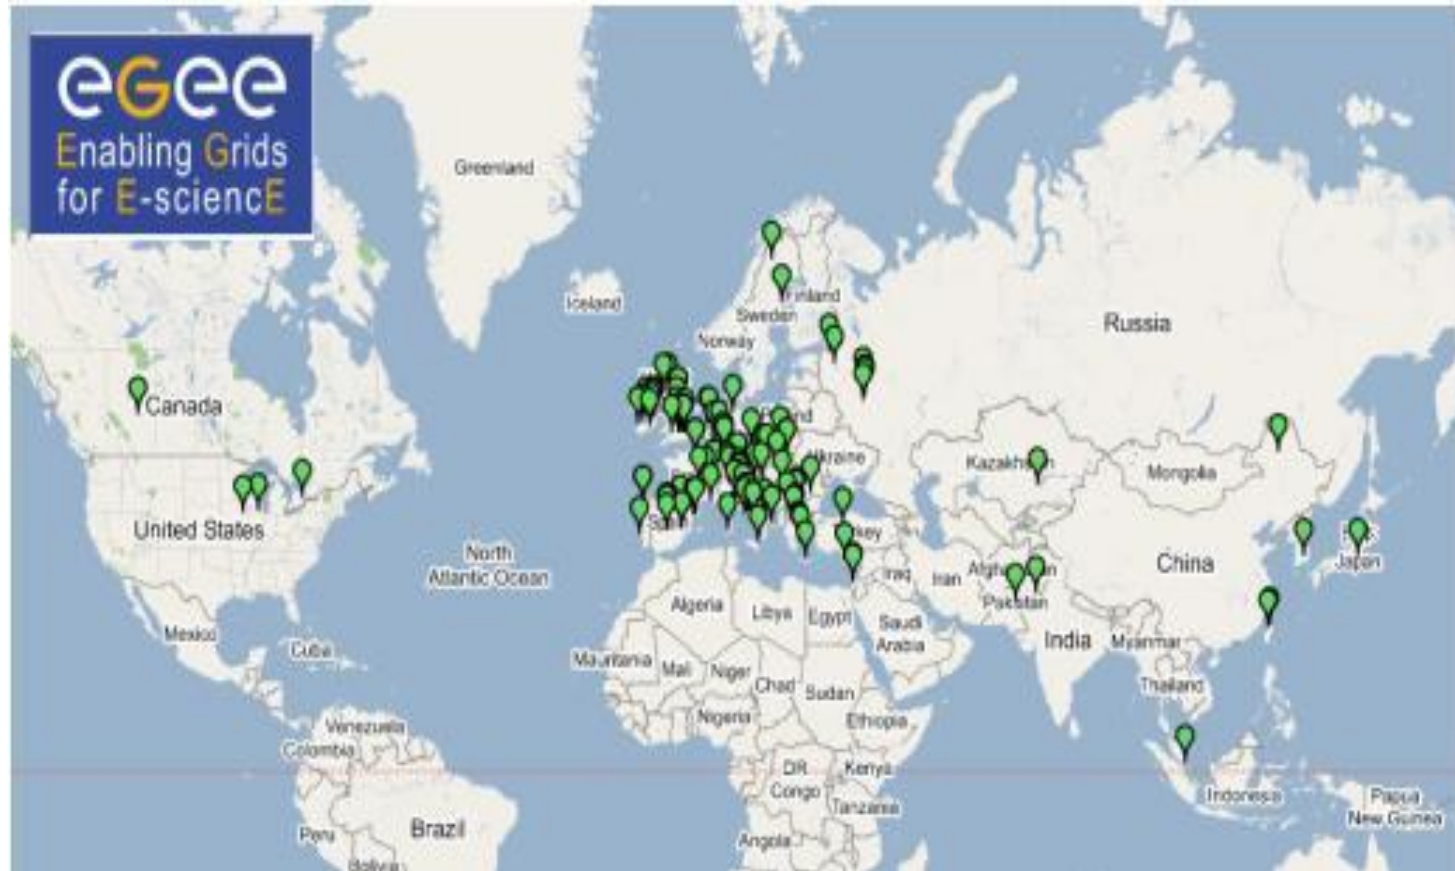 eGee
Enabling Grids
for E-sciencE
Greenland
Iceland
Finland
Sweden
Norway
Russia
Canada
United States
North
Atlantic Ocean
Mexico
Cuba
Venezuela
Colombia
Peru
Brazil
Bolivia
Ukraine
Kazakhstan
Mongolia
China
Japan
Iraq
Iran
Pakistan
India
Myanmar
Thailand
Algeria
Libya
Egypt
Saudi
Arabia
Mauritania
Mali
Niger
Chad
Sudan
Nigeria
Ethiopia
DR
Congo
Kenya
Tanzania
Angola
Indonesia
Papua
New Guinea